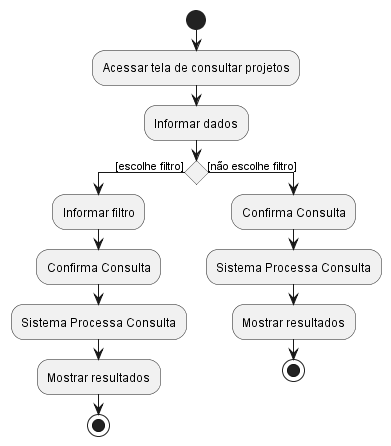 Acessar tela de consultar projetos
Informar dados
[escolhe filtro]
[não escolhe filtro]
Informar filtro
Confirma Consulta
Sistema Processa Consulta
Mostrar resultados
Confirma Consulta
Sistema Processa Consulta
Mostrar resultados